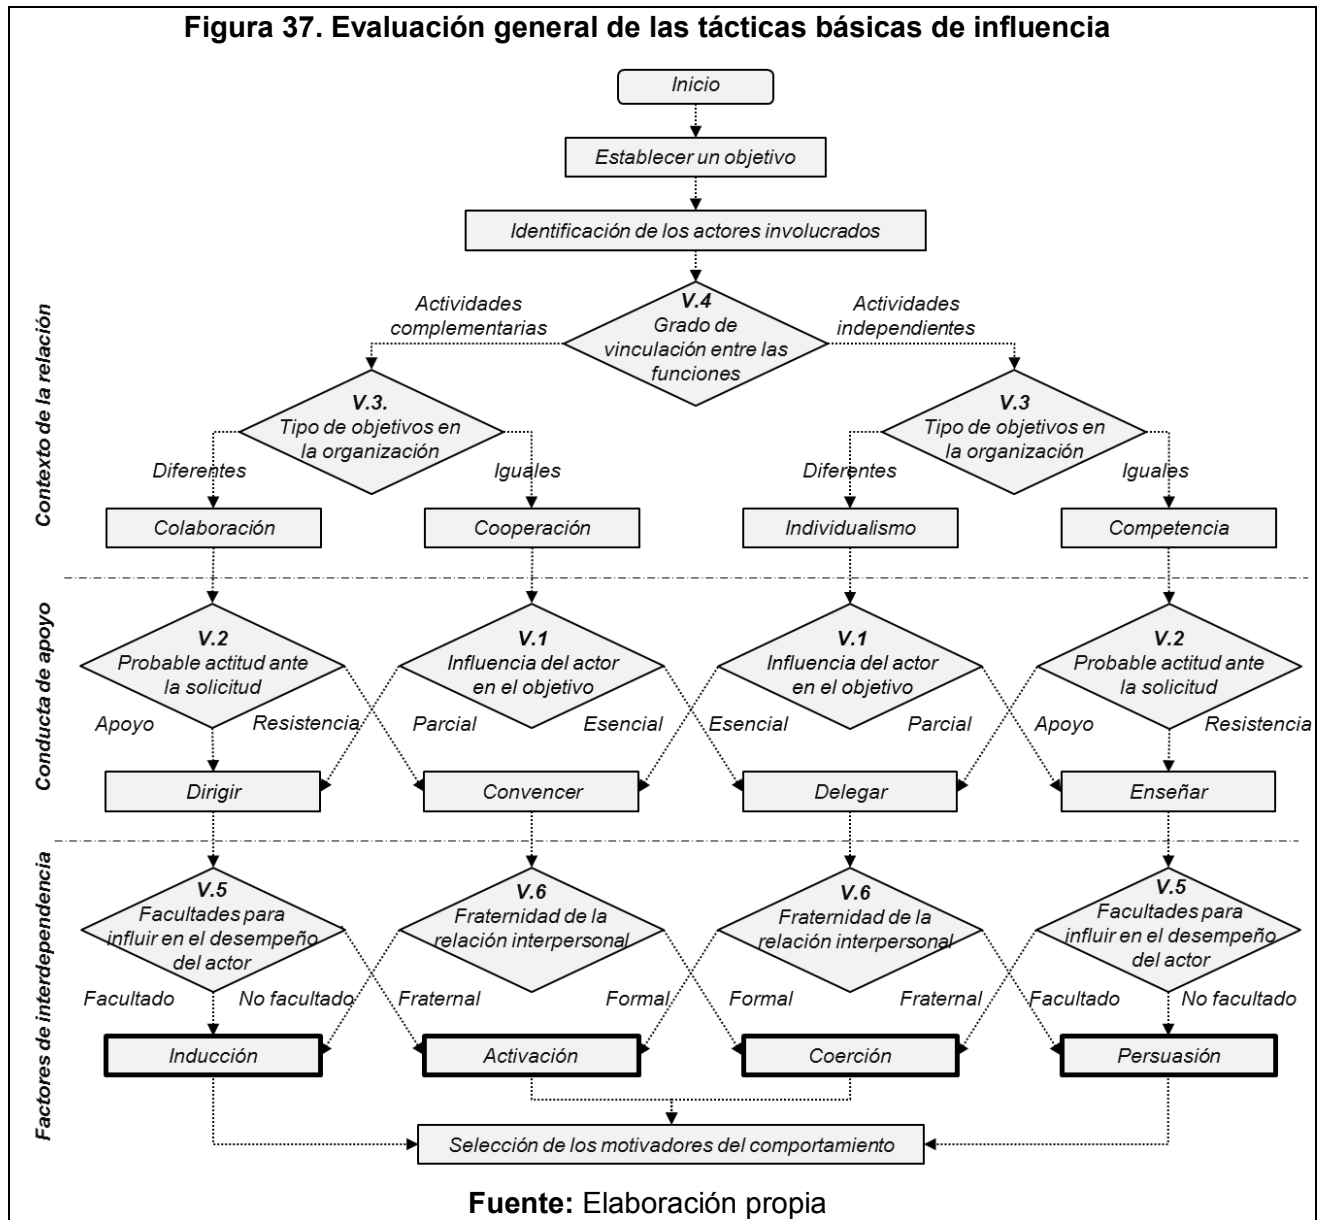 Figura 37. Evaluación general de las tácticas básicas de influencia
Inicio
Establecer un objetivo
Identificación de los actores involucrados
Contexto de la relación
Actividades
complementarias
V.4
Grado de
vinculación entre las
funciones
Actividades
independientes
V.3.
Tipo de objetivos en
la organización
V.3
Tipo de objetivos en
la organización
Diferentes
Iguales
Diferentes
Iguales
Colaboración
Cooperación
Individualismo
Competencia
Conducta de apoyo
V.2
Probable actitud ante
la solicitud
V.1
Influencia del actor
en el objetivo
V.1
Influencia del actor
en el objetivo
V.2
Probable actitud ante
la solicitud
Apoyo
Resistencia
Parcial
Esencial
Esencial
Parcial
Apoyo
Resistencia
Dirigir
Convencer
Delegar
Enseñar
Factores de interdependencia
V.5
Facultades para
influir en el desempeño
del actor
V.6
Fraternidad de la
relación interpersonal
V.6
Fraternidad de la
relación interpersonal
V.5
Facultades para
influir en el desempeño
del actor
Facultado
No facultado
Fraternal
Formal
Formal
Fraternal
Facultado
No facultado
Inducción
Activación
Coerción
Persuasión
Selección de los motivadores del comportamiento
Fuente: Elaboración propia